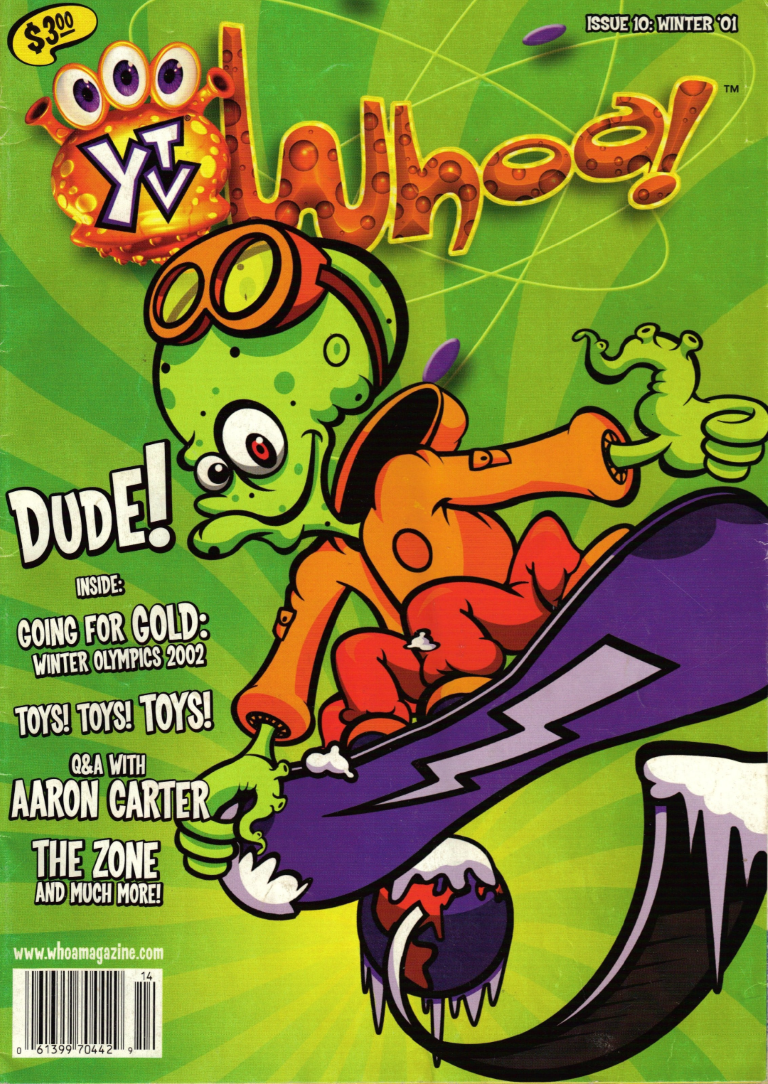 $3.00
ISSUE 10: WINTER '01
YTV
Whoa!™
DUDE!
INSIDE:
GOING FOR GOLD:
WINTER OLYMPICS 2002
TOYS! TOYS! TOYS!
Q&A WITH
AARON CARTER
THE ZONE
AND MUCH MORE!
www.whoamagazine.com
14
0 61399 70442 9